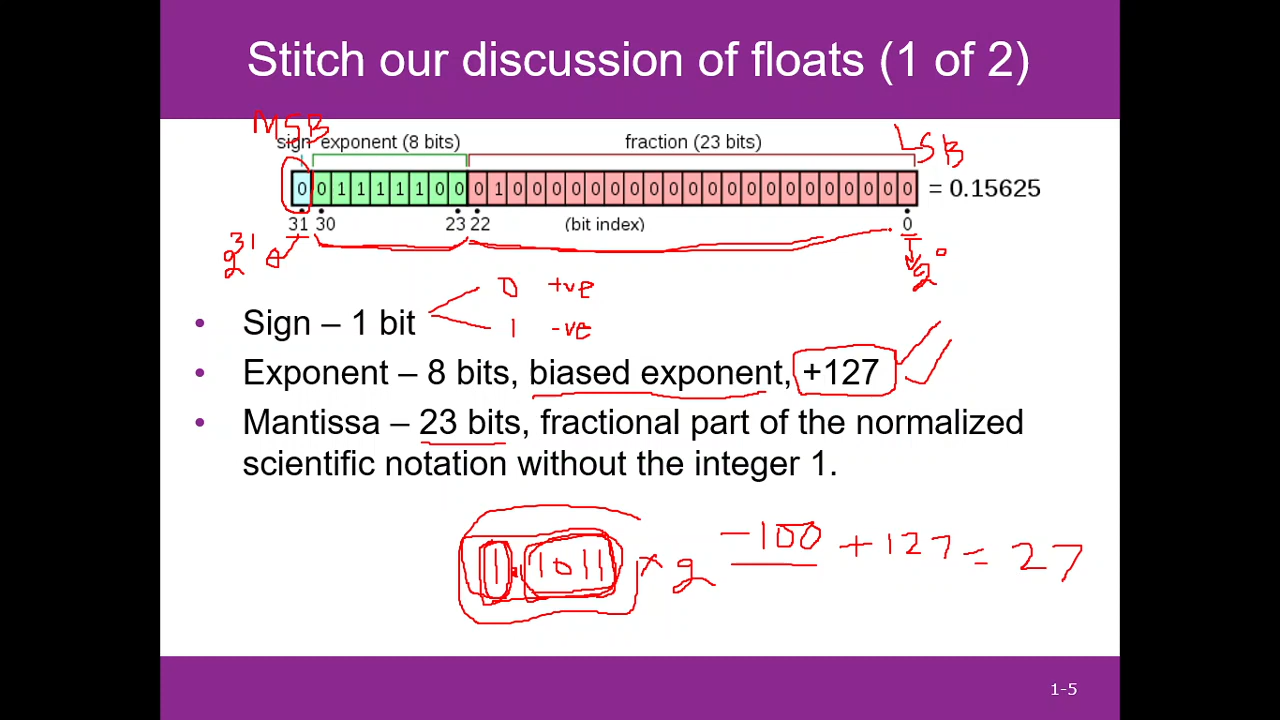 Stitch our discussion of floats (1 of 2)
MSB
LSB
sign exponent (8 bits) fraction (23 bits)
0 0 1 1 1 1 1 0 0 0 1 0 0 0 0 0 0 0 0 0 0 0 0 0 0 0 0 0 0 0 0 0 = 0.15625
31 30 23 22 (bit index) 0
2^31 2^0
0 +ve
• Sign – 1 bit
1 -ve
• Exponent – 8 bits, biased exponent, +127
• Mantissa – 23 bits, fractional part of the normalized
scientific notation without the integer 1.
1.1011 × 2 -100 + 127 = 27
1-5